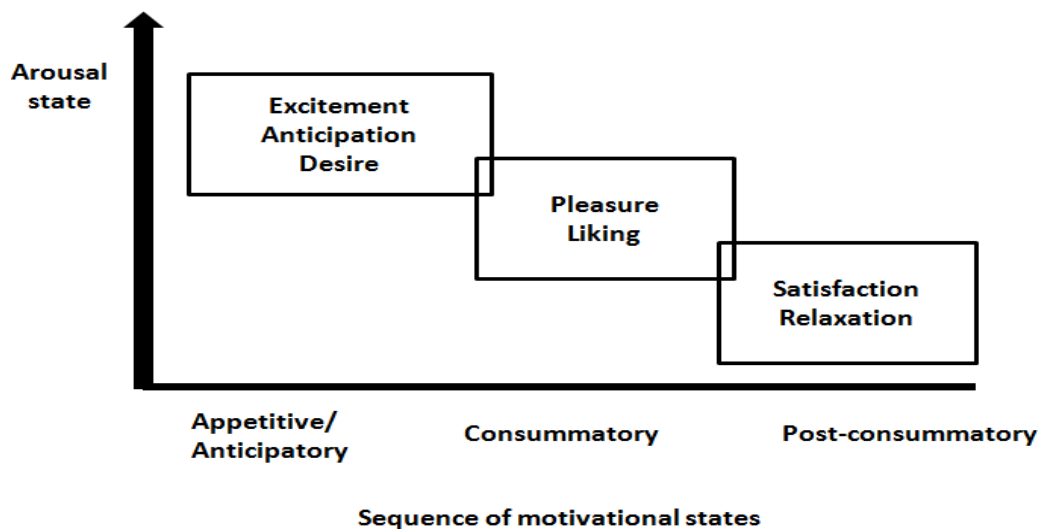 Arousal
state
Excitement
Anticipation
Desire
Pleasure
Liking
Satisfaction
Relaxation
Appetitive/
Anticipatory
Consummatory
Post-consummatory
Sequence of motivational states